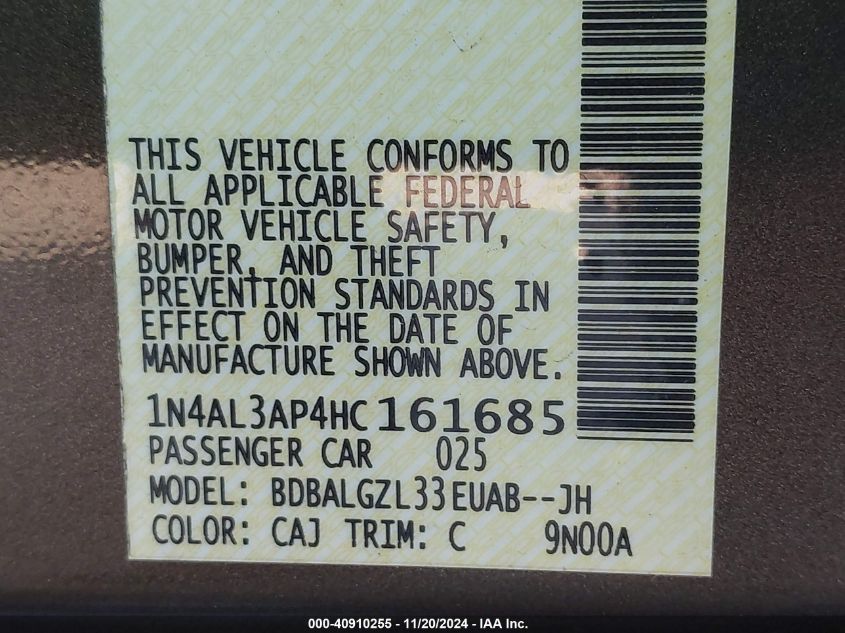 THIS VEHICLE CONFORMS TO
ALL APPLICABLE FEDERAL
MOTOR VEHICLE SAFETY,
BUMPER, AND THEFT
PREVENTION STANDARDS IN
EFFECT ON THE DATE OF
MANUFACTURE SHOWN ABOVE.
1N4AL3AP4HC161685
PASSENGER CAR 025
MODEL: BDBALGZL33EUAB--JH
COLOR: CAJ TRIM: C 9N00A
000-40910255 - 11/20/2024 - IAA Inc.